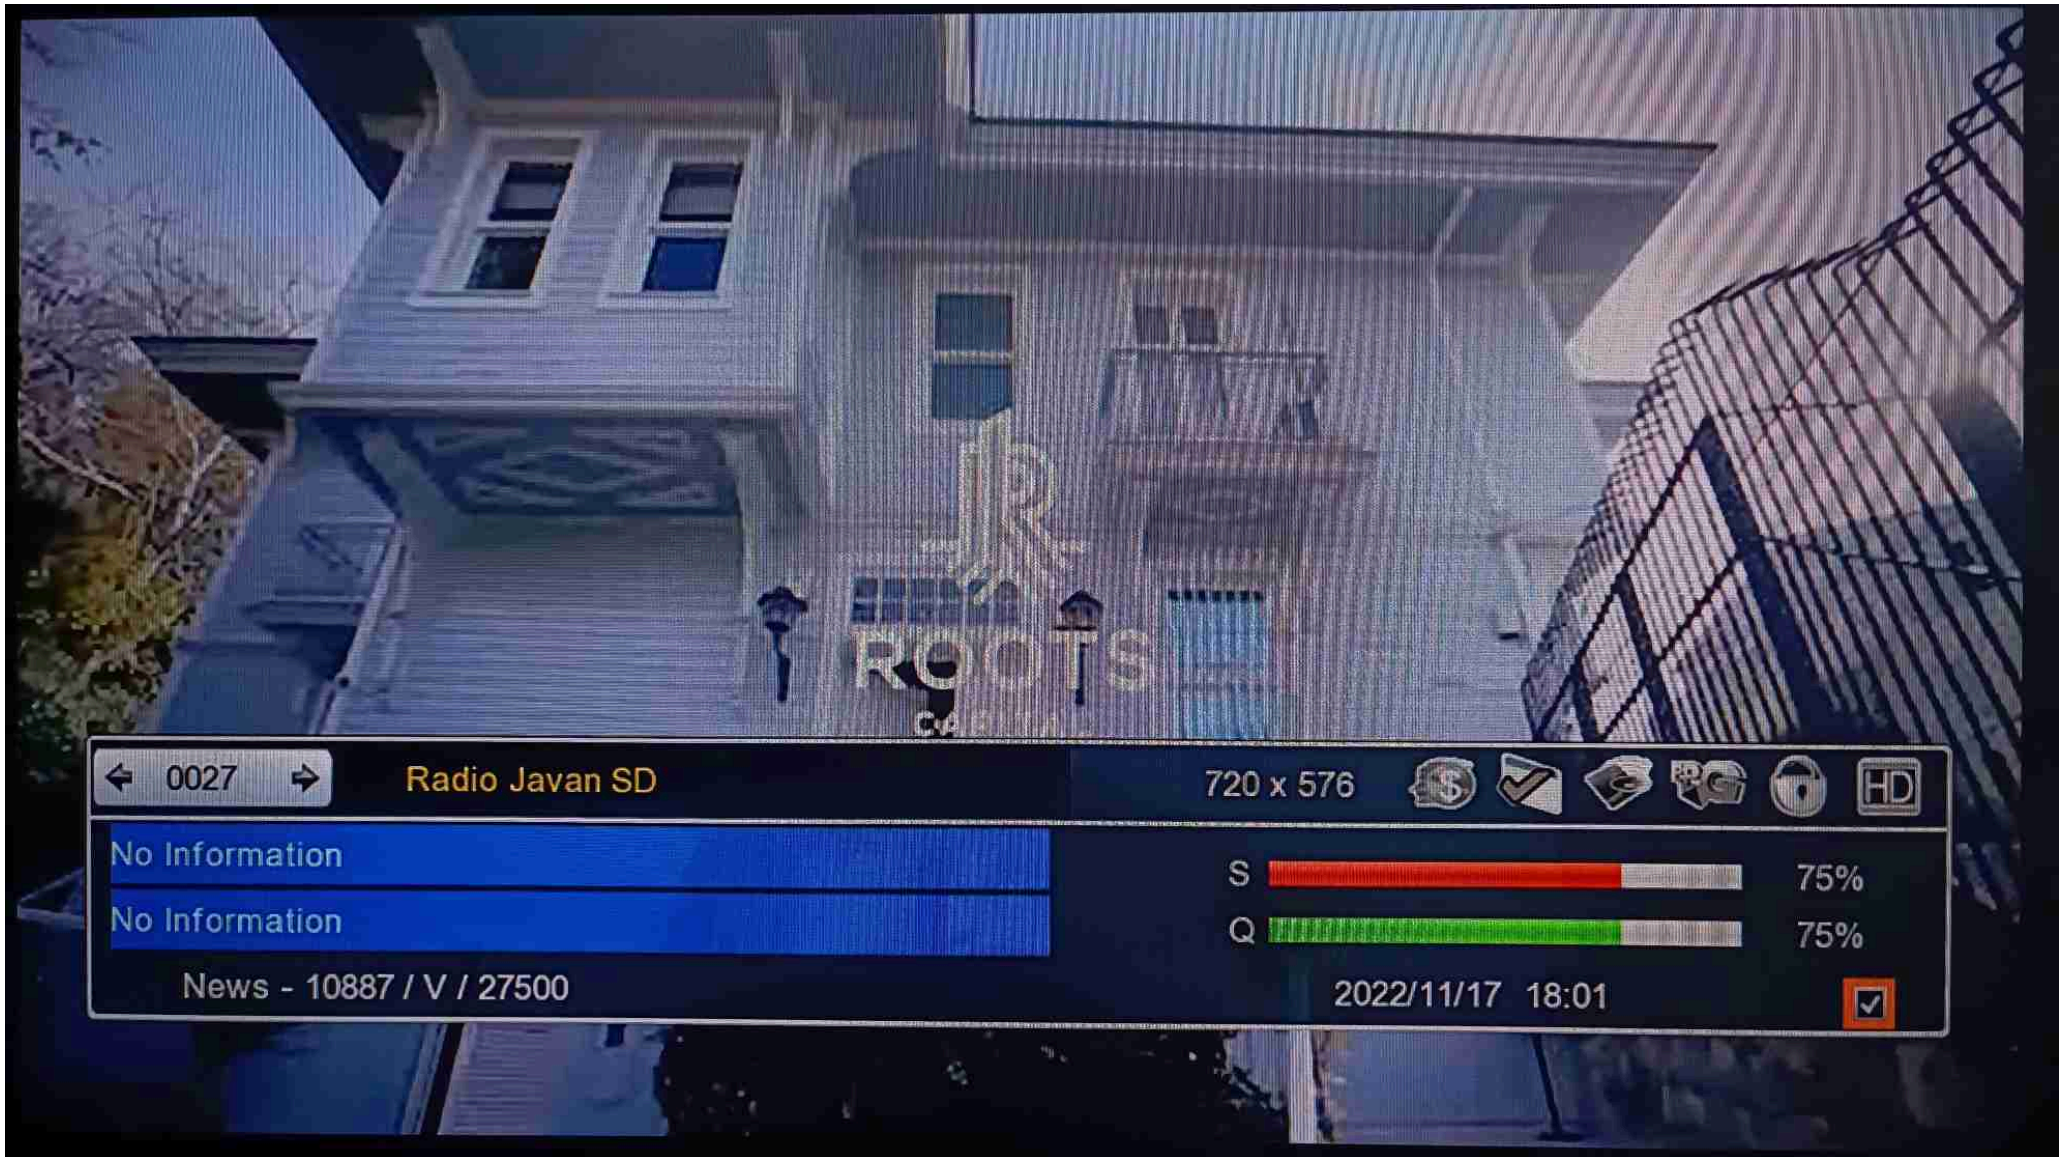 ROOTS
CAPITAL
0027
Radio Javan SD
720 x 576
HD
No Information
No Information
S 75%
Q 75%
News - 10887 / V / 27500
2022/11/17 18:01